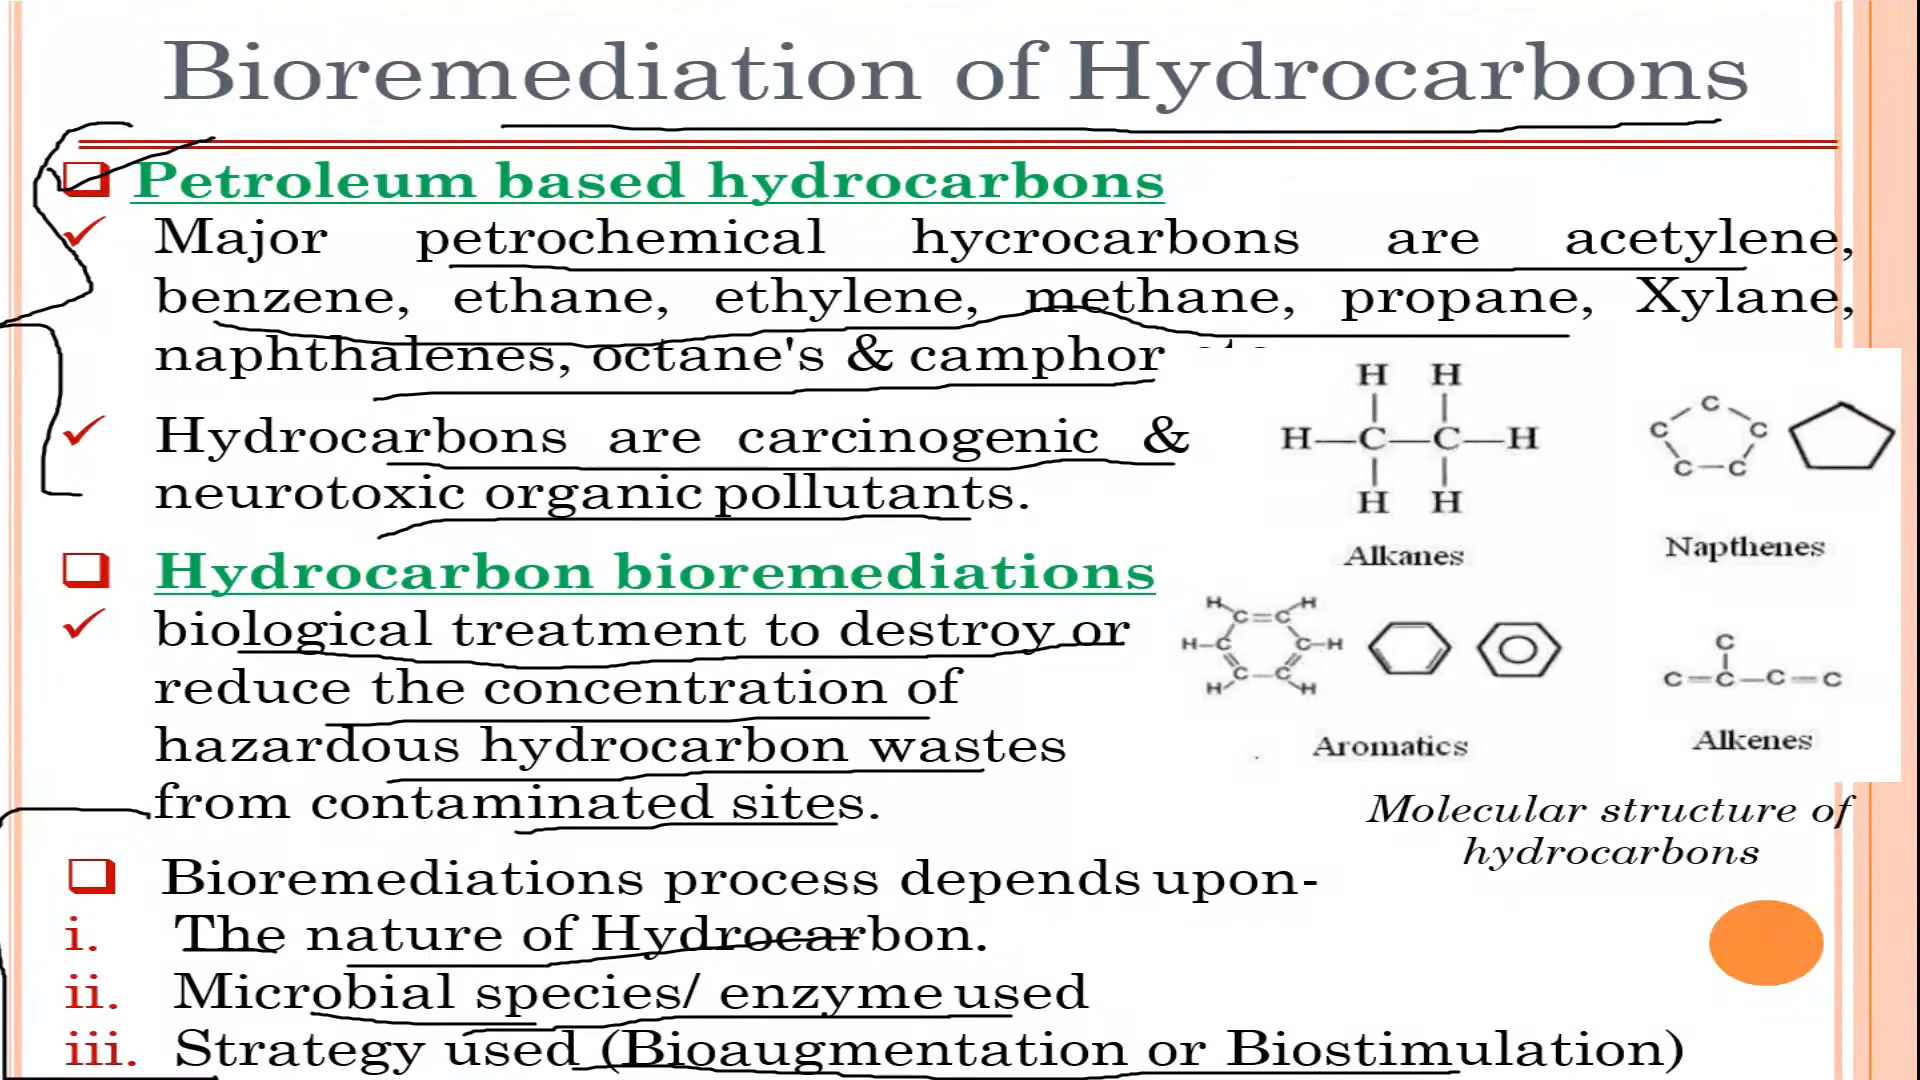 Bioremediation of Hydrocarbons
Petroleum based hydrocarbons
Major petrochemical hycrocarbons are acetylene,
benzene, ethane, ethylene, methane, propane, Xylane,
naphthalenes, octane's & camphor
Hydrocarbons are carcinogenic &
neurotoxic organic pollutants.
Hydrocarbon bioremediations
biological treatment to destroy or
reduce the concentration of
hazardous hydrocarbon wastes
from contaminated sites.
Bioremediations process depends upon-
i. The nature of Hydrocarbon.
ii. Microbial species/ enzyme used
iii. Strategy used (Bioaugmentation or Biostimulation)
H H
H C C H
H H
Alkanes
C
C C
C C
Napthenes
H H
C C
H C C H
C C
H H
Aromatics
C
C C C C
Alkenes
Molecular structure of
hydrocarbons